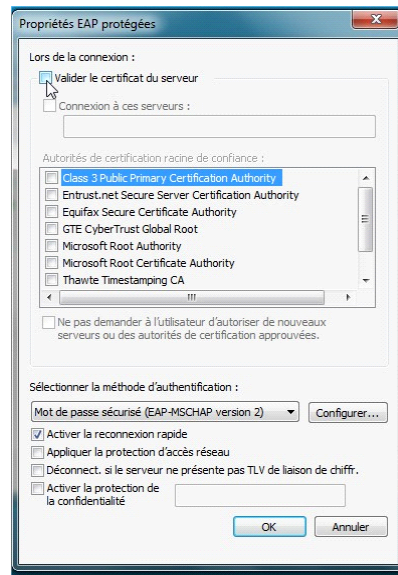 Propriétés EAP protégées
Lors de la connexion :
Valider le certificat du serveur
Connexion à ces serveurs :
Autorités de certification racine de confiance :
Class 3 Public Primary Certification Authority
Entrust.net Secure Server Certification Authority
Equifax Secure Certificate Authority
GTE CyberTrust Global Root
Microsoft Root Authority
Microsoft Root Certificate Authority
Thawte Timestamping CA
Ne pas demander à l'utilisateur d'autoriser de nouveaux
serveurs ou des autorités de certification approuvées.
Sélectionner la méthode d'authentification :
Mot de passe sécurisé (EAP-MSCHAP version 2) Configurer...
Activer la reconnexion rapide
Appliquer la protection d'accès réseau
Déconnect. si le serveur ne présente pas TLV de liaison de chiffr.
Activer la protection de
la confidentialité
OK Annuler